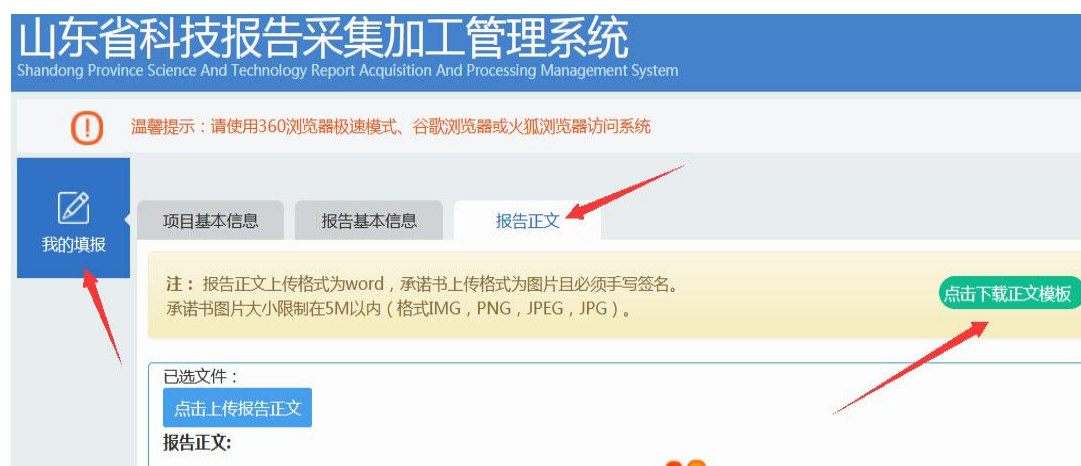 山东省科技报告采集加工管理系统
Shandong Province Science And Technology Report Acquisition And Processing Management System
温馨提示：请使用360浏览器极速模式、谷歌浏览器或火狐浏览器访问系统
我的填报
项目基本信息
报告基本信息
报告正文
注：报告正文上传格式为word，承诺书上传格式为图片且必须手写签名。
承诺书图片大小限制在5M以内（格式IMG，PNG，JPEG，JPG）。
点击下载正文模板
已选文件：
点击上传报告正文
报告正文: